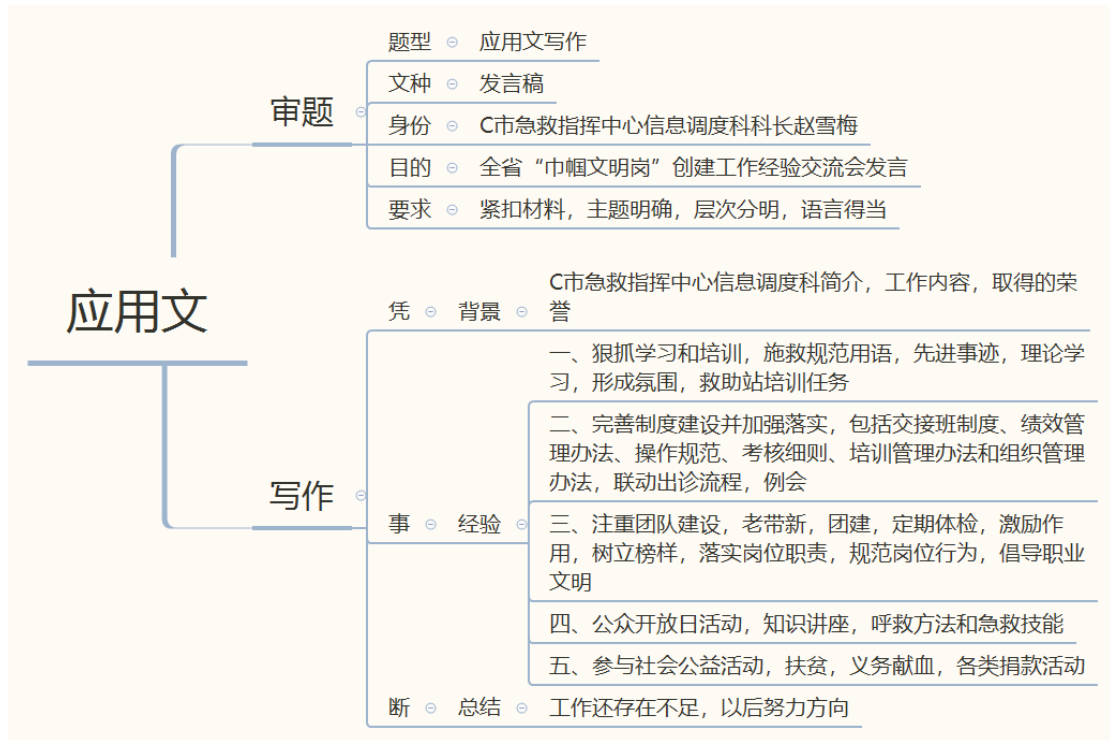 应用文
审题
题型
应用文写作
文种
发言稿
身份
C市急救指挥中心信息调度科科长赵雪梅
目的
全省“巾帼文明岗”创建工作经验交流会发言
要求
紧扣材料，主题明确，层次分明，语言得当
写作
凭
背景
C市急救指挥中心信息调度科简介，工作内容，取得的荣
誉
事
经验
一、狠抓学习和培训，施救规范用语，先进事迹，理论学
习，形成氛围，救助站培训任务
二、完善制度建设并加强落实，包括交接班制度、绩效管
理办法、操作规范、考核细则、培训管理办法和组织管理
办法，联动出诊流程，例会
三、注重团队建设，老带新，团建，定期体检，激励作
用，树立榜样，落实岗位职责，规范岗位行为，倡导职业
文明
四、公众开放日活动，知识讲座，呼救方法和急救技能
五、参与社会公益活动，扶贫，义务献血，各类捐款活动
断
总结
工作还存在不足，以后努力方向